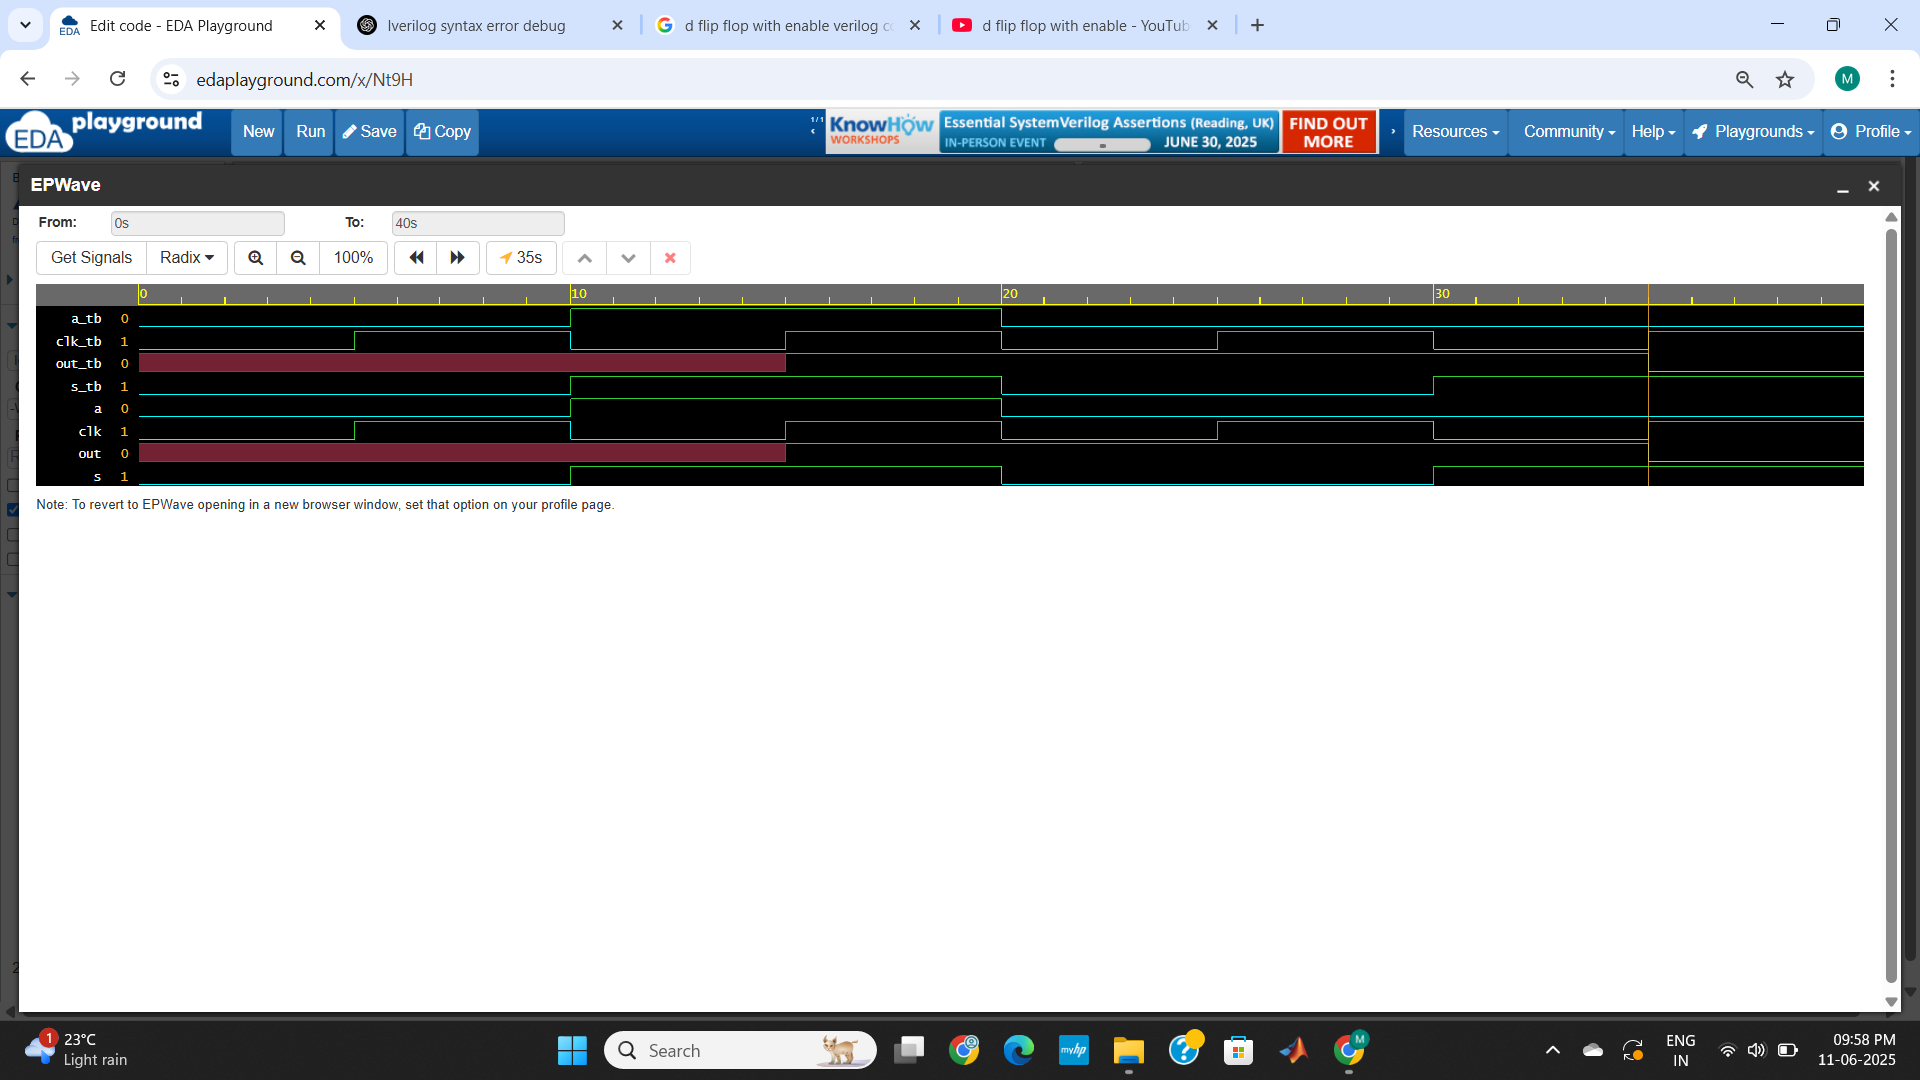 Edit code - EDA Playground
Iverilog syntax error debug
d flip flop with enable verilog co
d flip flop with enable - YouTub
edaplayground.com/x/Nt9H
M
EDA playground
New
Run
Save
Copy
1/1
KnowHow
WORKSHOPS
Essential SystemVerilog Assertions (Reading, UK)
IN-PERSON EVENT
JUNE 30, 2025
FIND OUT
MORE
Resources
Community
Help
Playgrounds
Profile
EPWave
From:
0s
To:
40s
Get Signals
Radix
100%
35s
0
10
20
30
a_tb 0
clk_tb 1
out_tb 0
s_tb 1
a 0
clk 1
out 0
s 1
Note: To revert to EPWave opening in a new browser window, set that option on your profile page.
1
23°C
Light rain
Search
myhp
M
ENG
IN
09:58 PM
11-06-2025